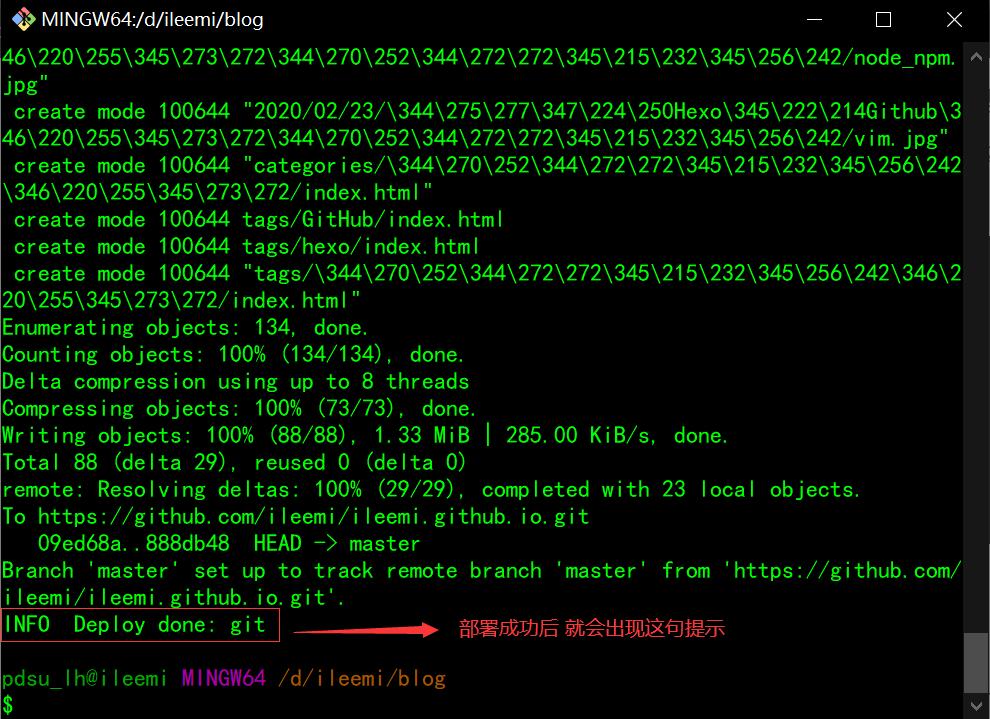 MINGW64:/d/ileemi/blog
46\220\255\345\273\272\344\270\252\344\272\272\345\215\232\345\256\242/node_npm.
jpg"
 create mode 100644 "2020/02/23/\344\275\277\347\224\250Hexo\345\222\214Github\3
46\220\255\345\273\272\344\270\252\344\272\272\345\215\232\345\256\242/vim.jpg"
 create mode 100644 "categories/\344\270\252\344\272\272\345\215\232\345\256\242
\346\220\255\345\273\272/index.html"
 create mode 100644 tags/GitHub/index.html
 create mode 100644 tags/hexo/index.html
 create mode 100644 "tags/\344\270\252\344\272\272\345\215\232\345\256\242\346\2
20\255\345\273\272/index.html"
Enumerating objects: 134, done.
Counting objects: 100% (134/134), done.
Delta compression using up to 8 threads
Compressing objects: 100% (73/73), done.
Writing objects: 100% (88/88), 1.33 MiB | 285.00 KiB/s, done.
Total 88 (delta 29), reused 0 (delta 0)
remote: Resolving deltas: 100% (29/29), completed with 23 local objects.
To https://github.com/ileemi/ileemi.github.io.git
   09ed68a..888db48  HEAD -> master
Branch 'master' set up to track remote branch 'master' from 'https://github.com/
ileemi/ileemi.github.io.git'.
INFO  Deploy done: git 部署成功后 就会出现这句提示
pdsu_lh@ileemi MINGW64 /d/ileemi/blog
$